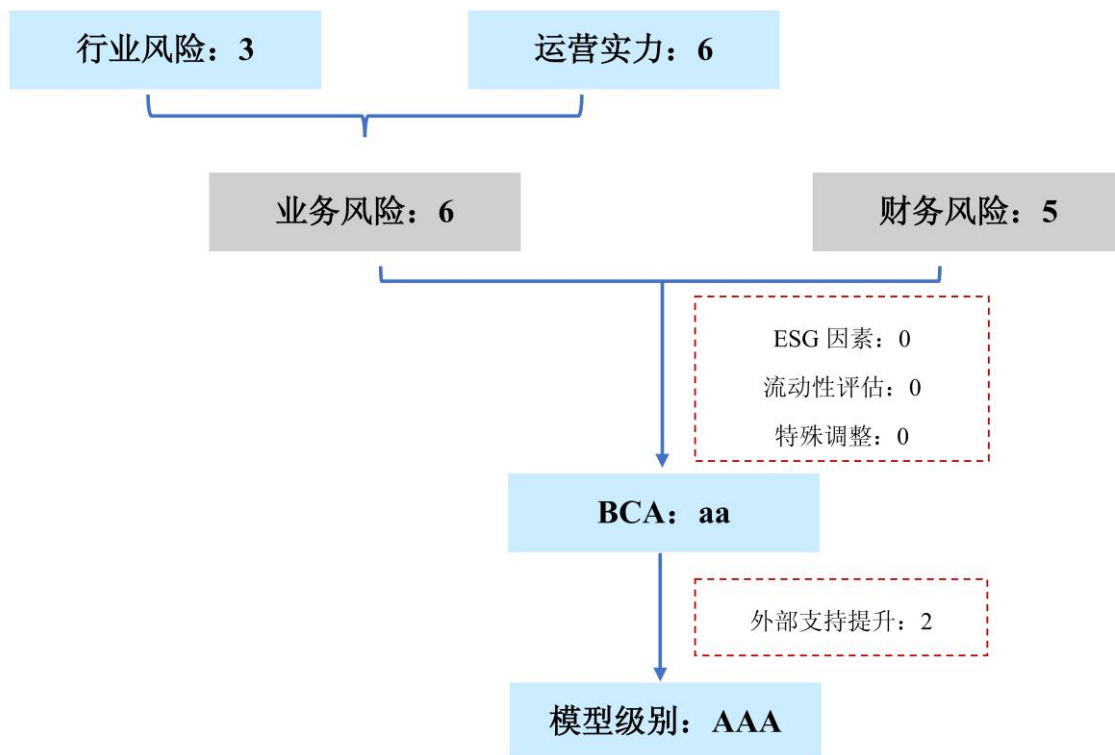 行业风险：3
运营实力：6
业务风险：6
财务风险：5
ESG 因素：0
流动性评估：0
特殊调整：0
BCA：aa
外部支持提升：2
模型级别：AAA